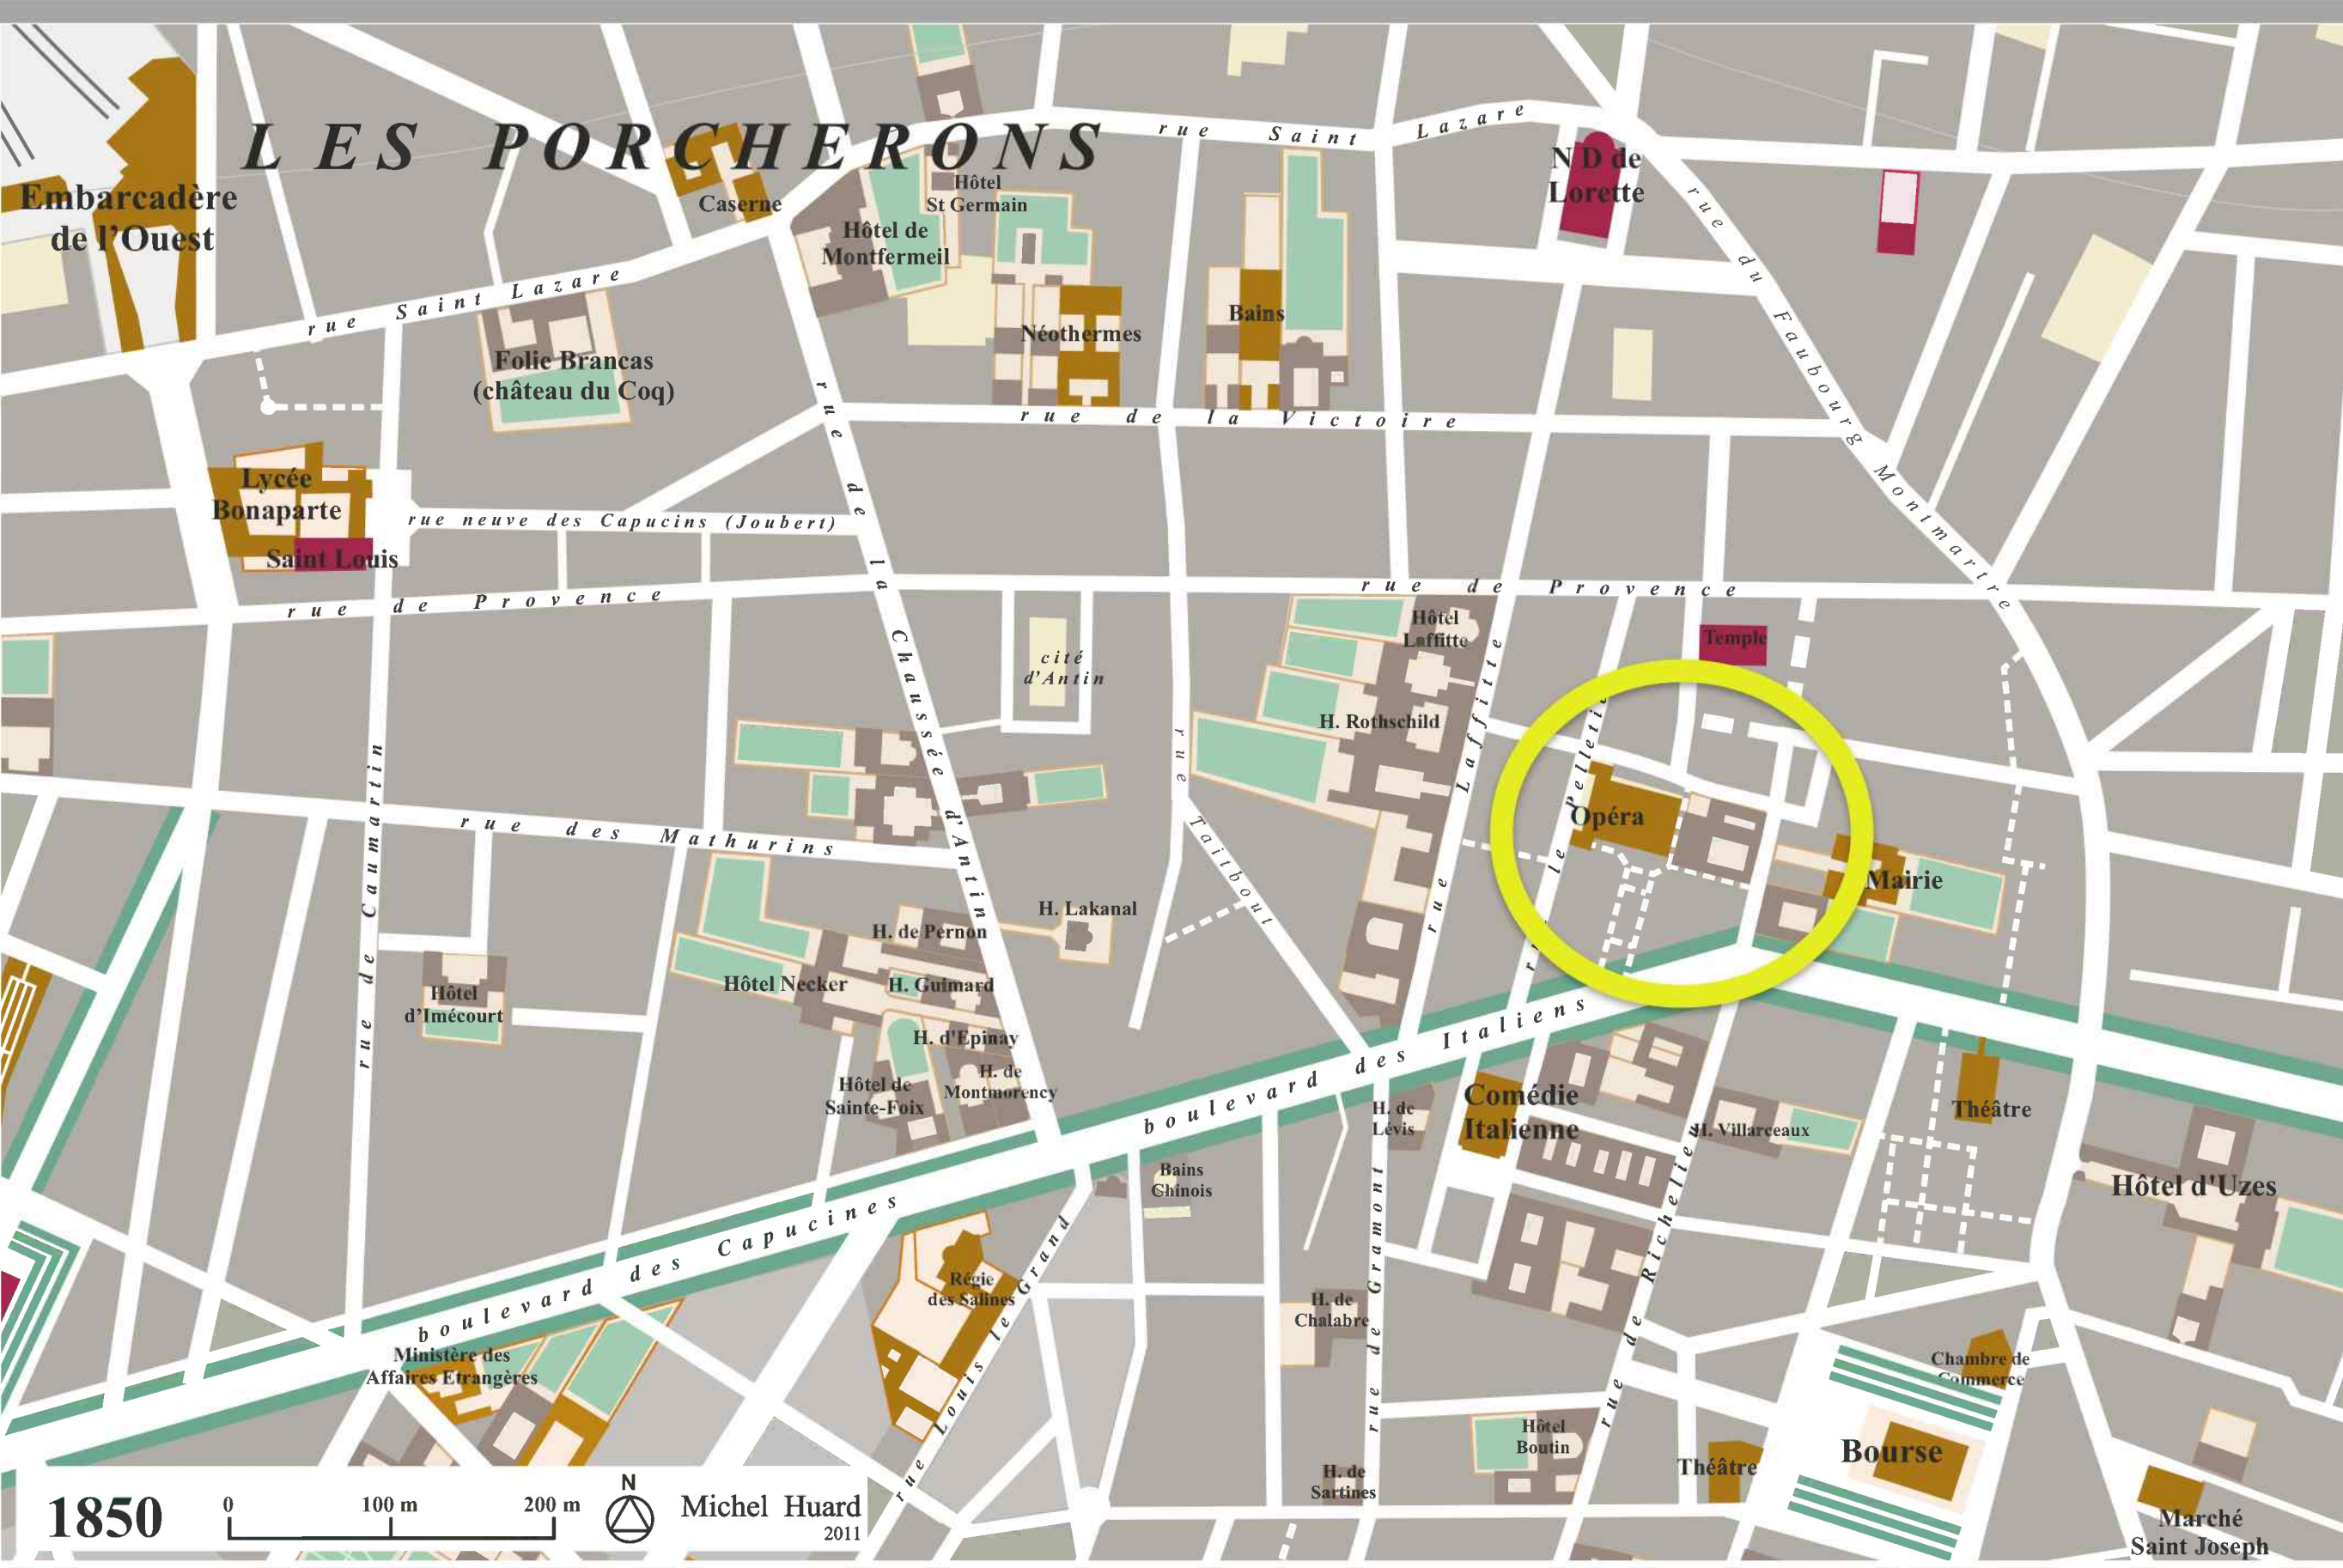 LES PORCHERONS
Embarcadère
de l'Ouest
Caserne
Hôtel
St Germain
Hôtel de
Montfermeil
rue Saint Lazare
N D de
Lorette
rue Saint Lazare
Folie Brancas
(château du Coq)
Néothermes
Bains
rue du Faubourg Montmartre
rue de la Victoire
Lycée
Bonaparte
Saint Louis
rue neuve des Capucins (Joubert)
rue de la Chaussée d'Antin
rue de Provence
rue de Provence
Hôtel
Laffitte
Temple
cité
d'Antin
H. Rothschild
rue Laffitte
rue le Pelletie
Opéra
Mairie
rue Taitbout
rue de Caumartin
rue des Mathurins
H. Lakanal
H. de Pernon
Hôtel Necker
H. Guimard
Hôtel
d'Imécourt
H. d'Epinay
H. de
Montmorency
Hôtel de
Sainte-Foix
boulevard des Italiens
Comédie
Italienne
H. de
Lévis
H. Villarceaux
Théâtre
Hôtel d'Uzes
Bains
Chinois
boulevard des Capucines
Régie
des Salines
rue Louis le Grand
H. de
Chalabre
rue de Gramont
rue de Richelieu
Ministère des
Affaires Etrangères
Chambre de
Commerce
Hôtel
Boutin
H. de
Sartines
Théâtre
Bourse
Marché
Saint Joseph
1850
0 100 m 200 m
N
Michel Huard
2011